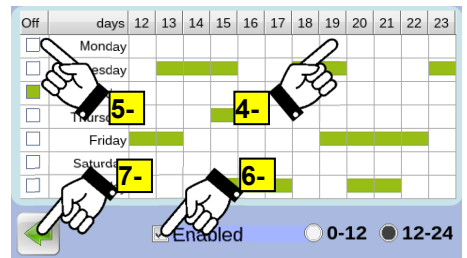 Off days 12 13 14 15 16 17 18 19 20 21 22 23
Monday
esday
5-
4-
Thursd
Friday
Saturda
7-
6-
Enabled 0-12 12-24